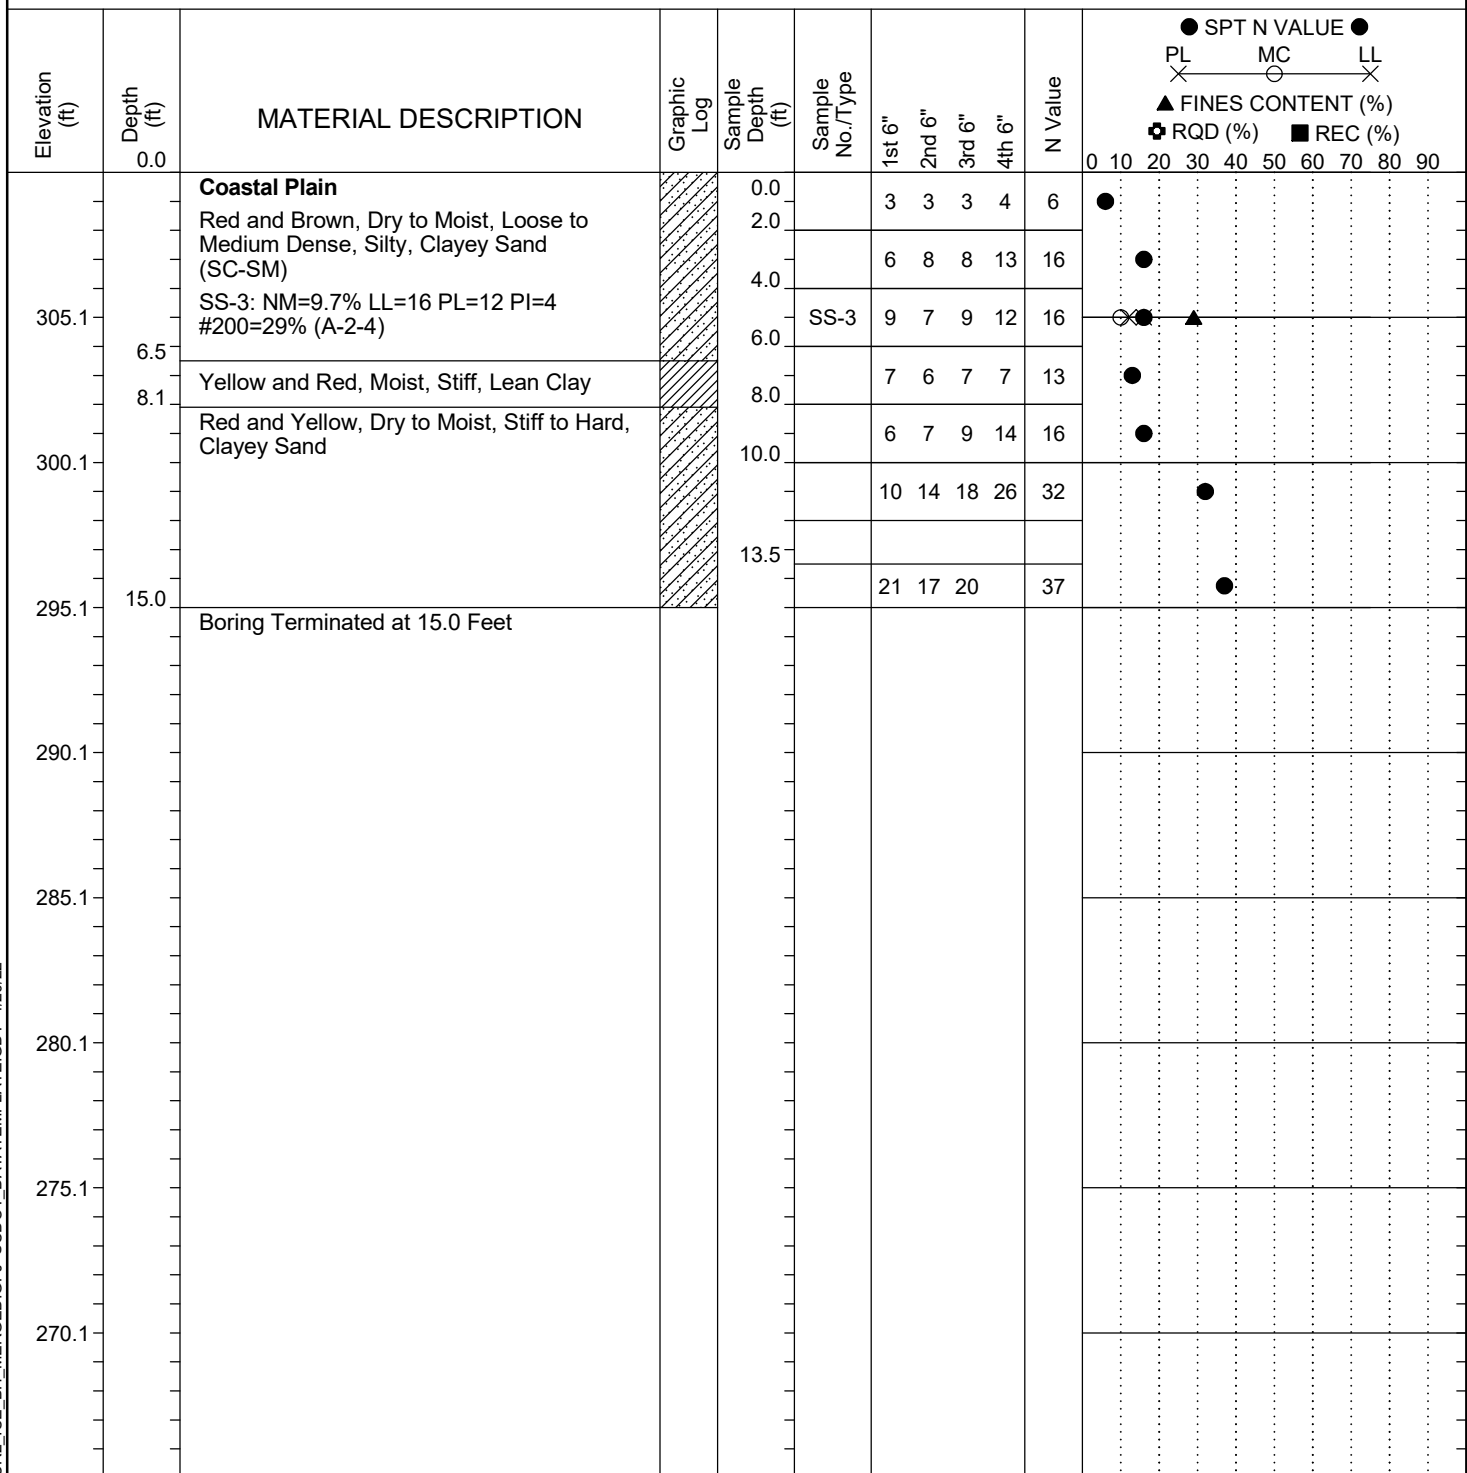 Elevation (ft)
Depth (ft)
0.0
MATERIAL DESCRIPTION
Graphic Log
Sample Depth (ft)
Sample No./Type
1st 6"
2nd 6"
3rd 6"
4th 6"
N Value
SPT N VALUE
PL MC LL
FINES CONTENT (%)
RQD (%) REC (%)
0 10 20 30 40 50 60 70 80 90
Coastal Plain
Red and Brown, Dry to Moist, Loose to
Medium Dense, Silty, Clayey Sand
(SC-SM)
SS-3: NM=9.7% LL=16 PL=12 PI=4
#200=29% (A-2-4)
0.0
3 3 3 4 6
2.0
6 8 8 13 16
4.0
305.1
SS-3 9 7 9 12 16
6.0
6.5
Yellow and Red, Moist, Stiff, Lean Clay
7 6 7 7 13
8.0
8.1
Red and Yellow, Dry to Moist, Stiff to Hard,
Clayey Sand
6 7 9 14 16
10.0
300.1
10 14 18 26 32
13.5
21 17 20 37
15.0
295.1
Boring Terminated at 15.0 Feet
290.1
285.1
280.1
275.1
270.1